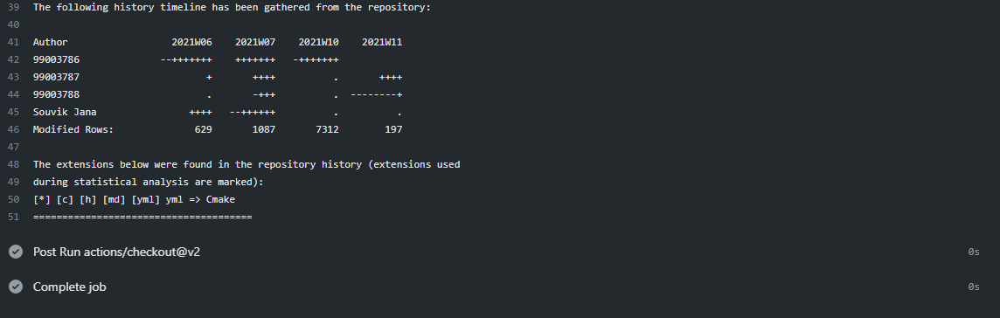 39 The following history timeline has been gathered from the repository:
40
41 Author 2021W06 2021W07 2021W10 2021W11
42 99003786 --+++++++ +++++++ -+++++++
43 99003787 + ++++ . ++++
44 99003788 . -+++ . --------+
45 Souvik Jana ++++ --++++++ . .
46 Modified Rows: 629 1087 7312 197
47
48 The extensions below were found in the repository history (extensions used
49 during statistical analysis are marked):
50 [*] [c] [h] [md] [yml] yml => Cmake
51 ======================================
Post Run actions/checkout@v2 0s
Complete job 0s